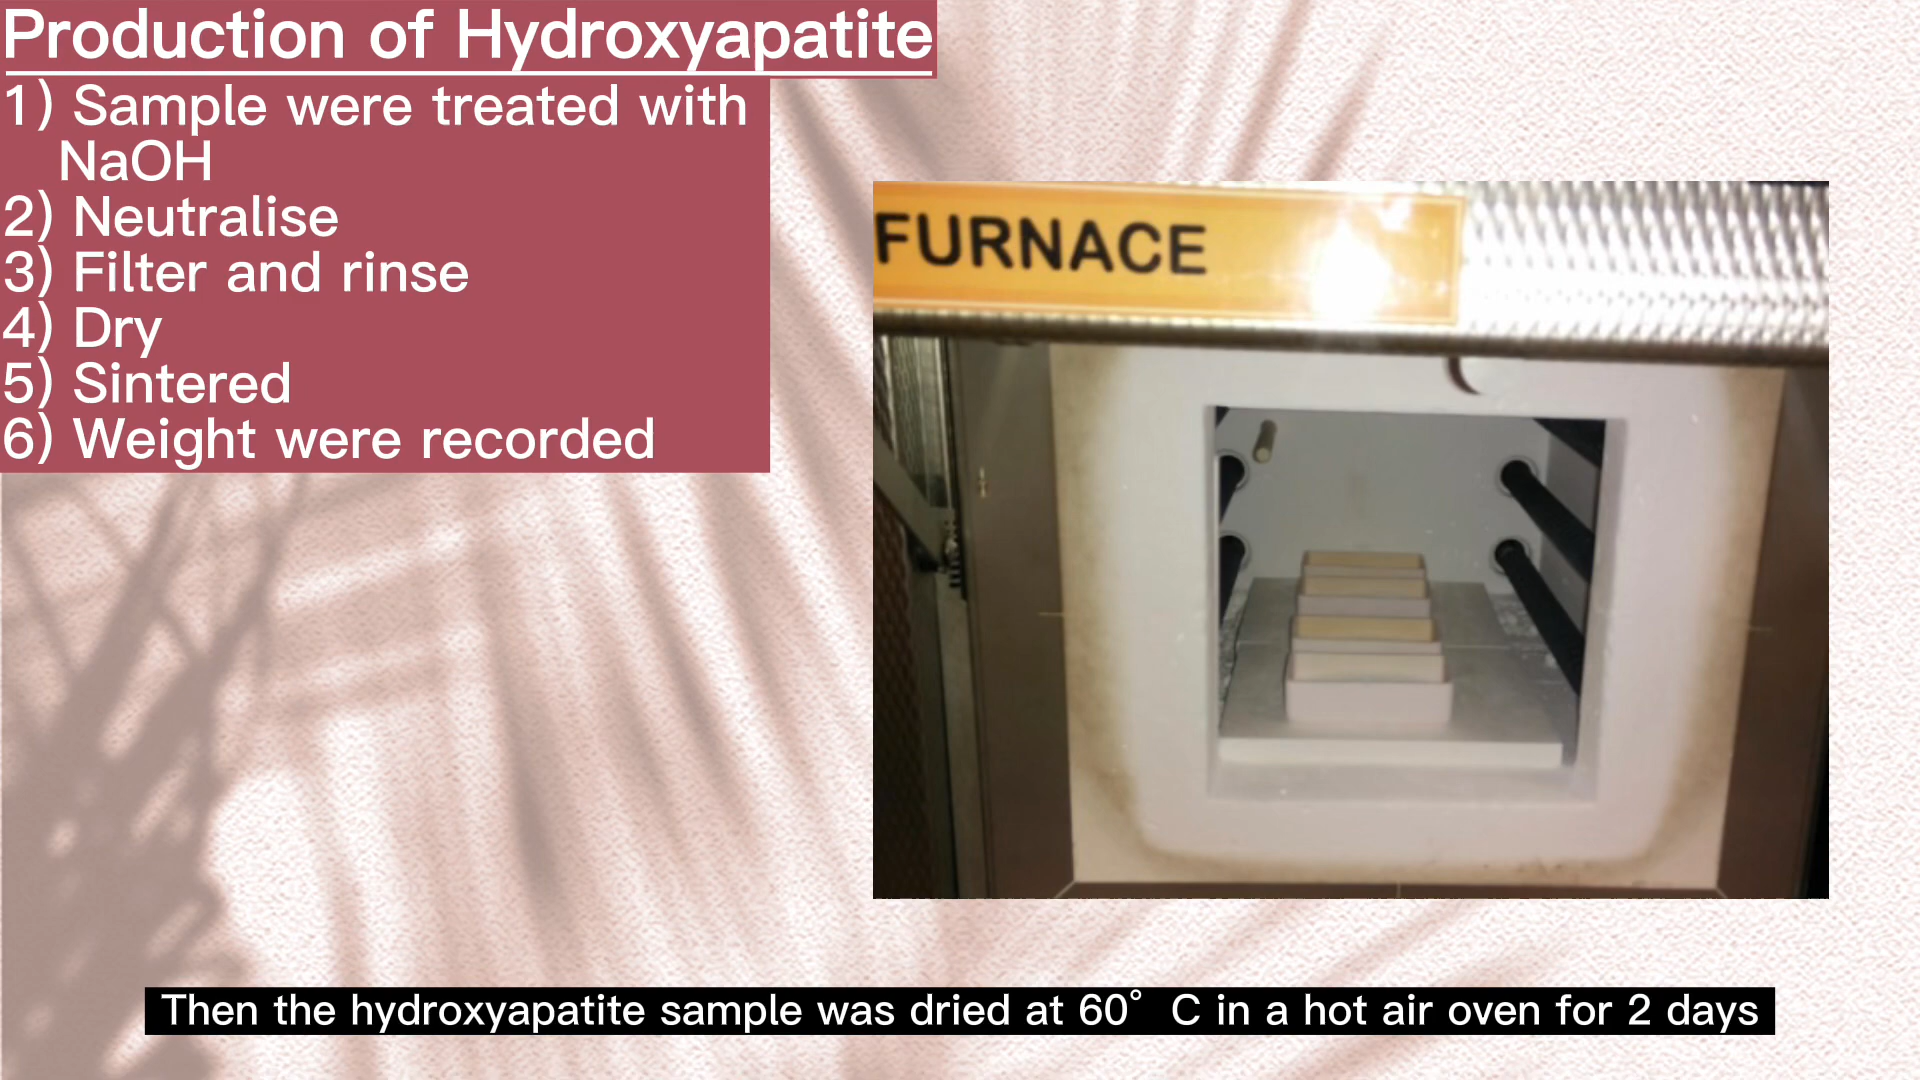 Production of Hydroxyapatite
1) Sample were treated with
NaOH
2) Neutralise
3) Filter and rinse
4) Dry
5) Sintered
6) Weight were recorded
FURNACE
Then the hydroxyapatite sample was dried at 60° C in a hot air oven for 2 days